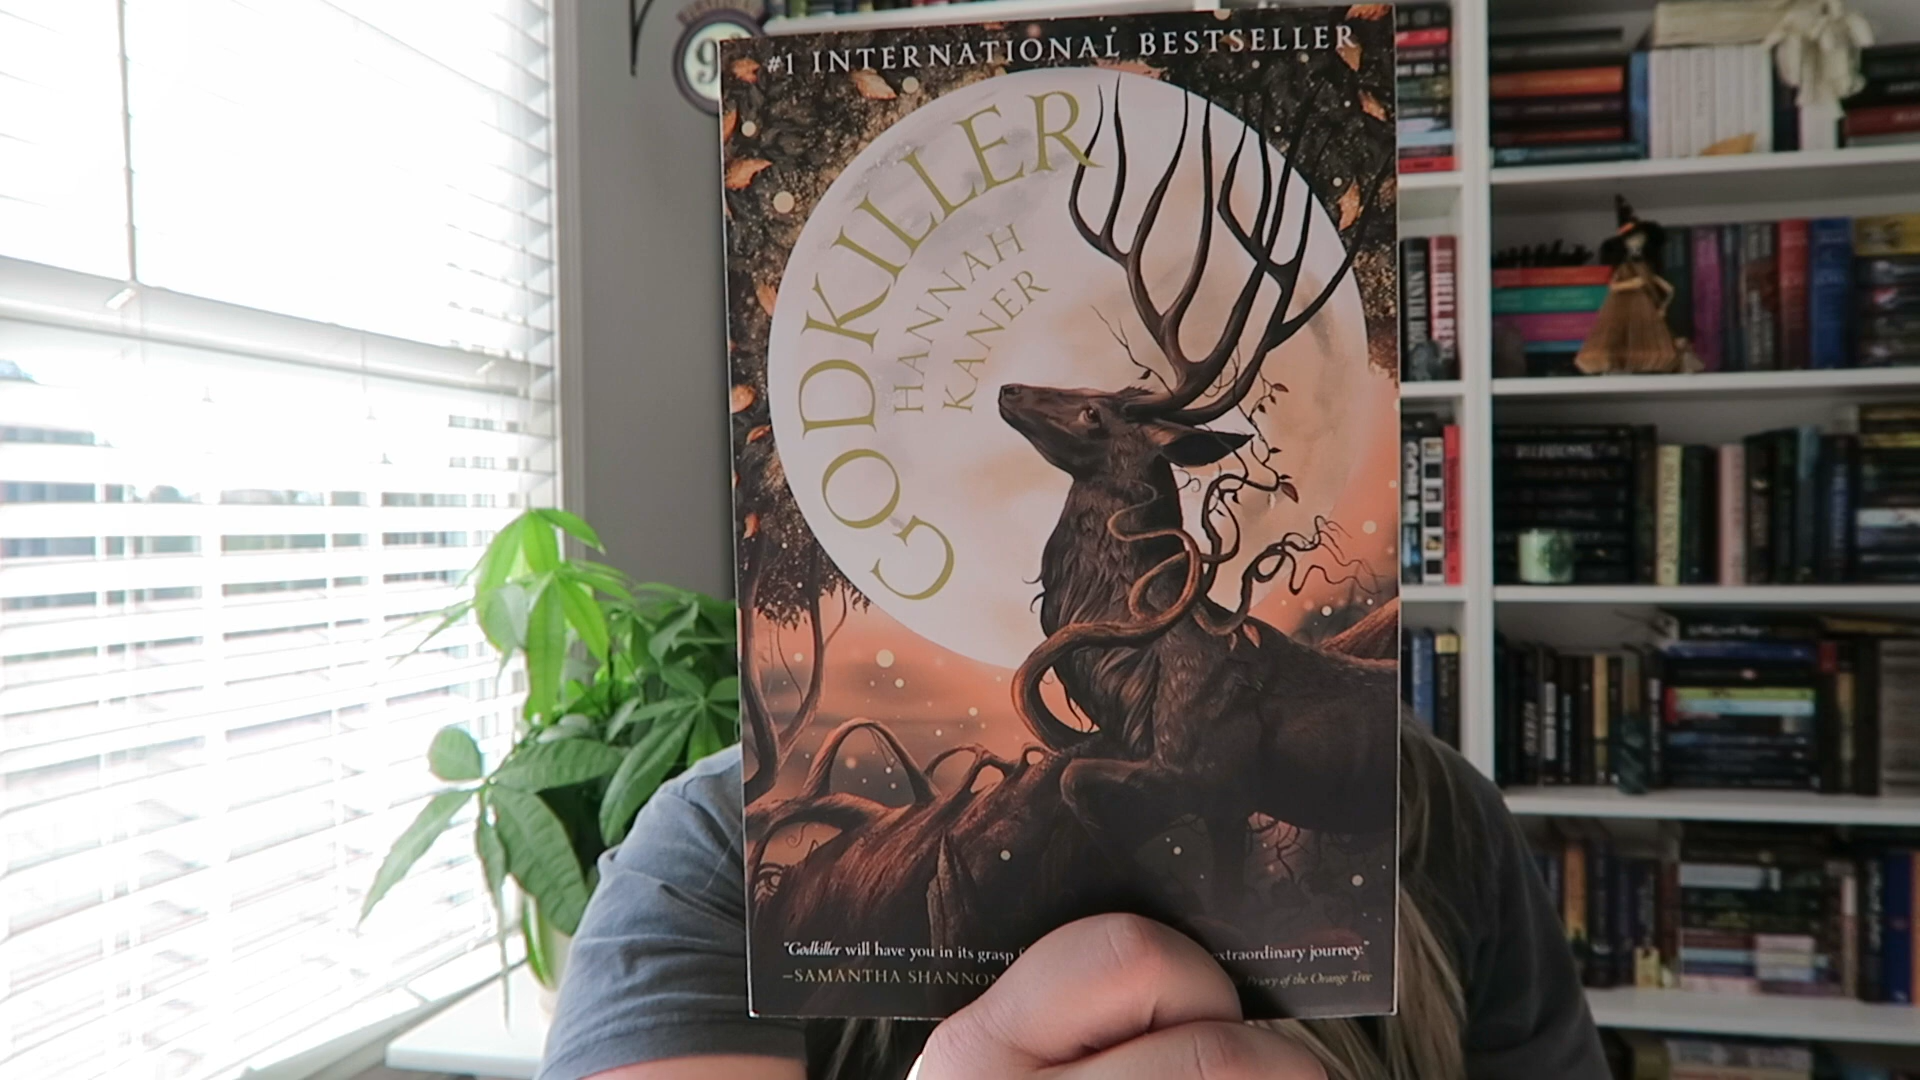 #1 INTERNATIONAL BESTSELLER
GODKILLER
HANNAH
KANER
"Godkiller will have you in its grasp extraordinary journey."
—SAMANTHA SHANNON Priory of the Orange Tree